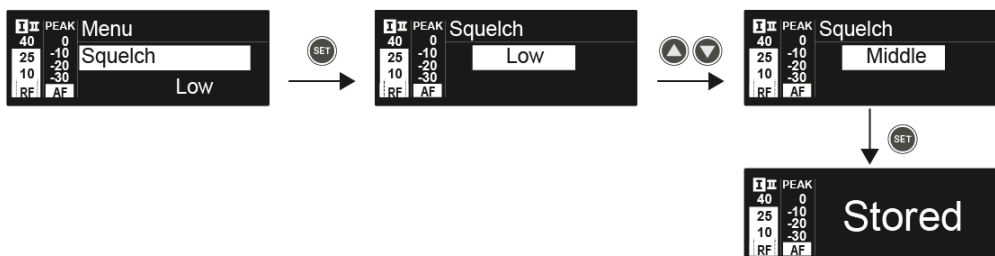 I II PEAK Menu
40 0
25 -10 Squelch
10 -20
-30 Low
RF AF
SET
I II PEAK Squelch
40 0
25 -10 Low
10 -20
-30
RF AF
I II PEAK Squelch
40 0
25 -10 Middle
10 -20
-30
RF AF
SET
I II PEAK
40 0
25 -10 Stored
10 -20
-30
RF AF